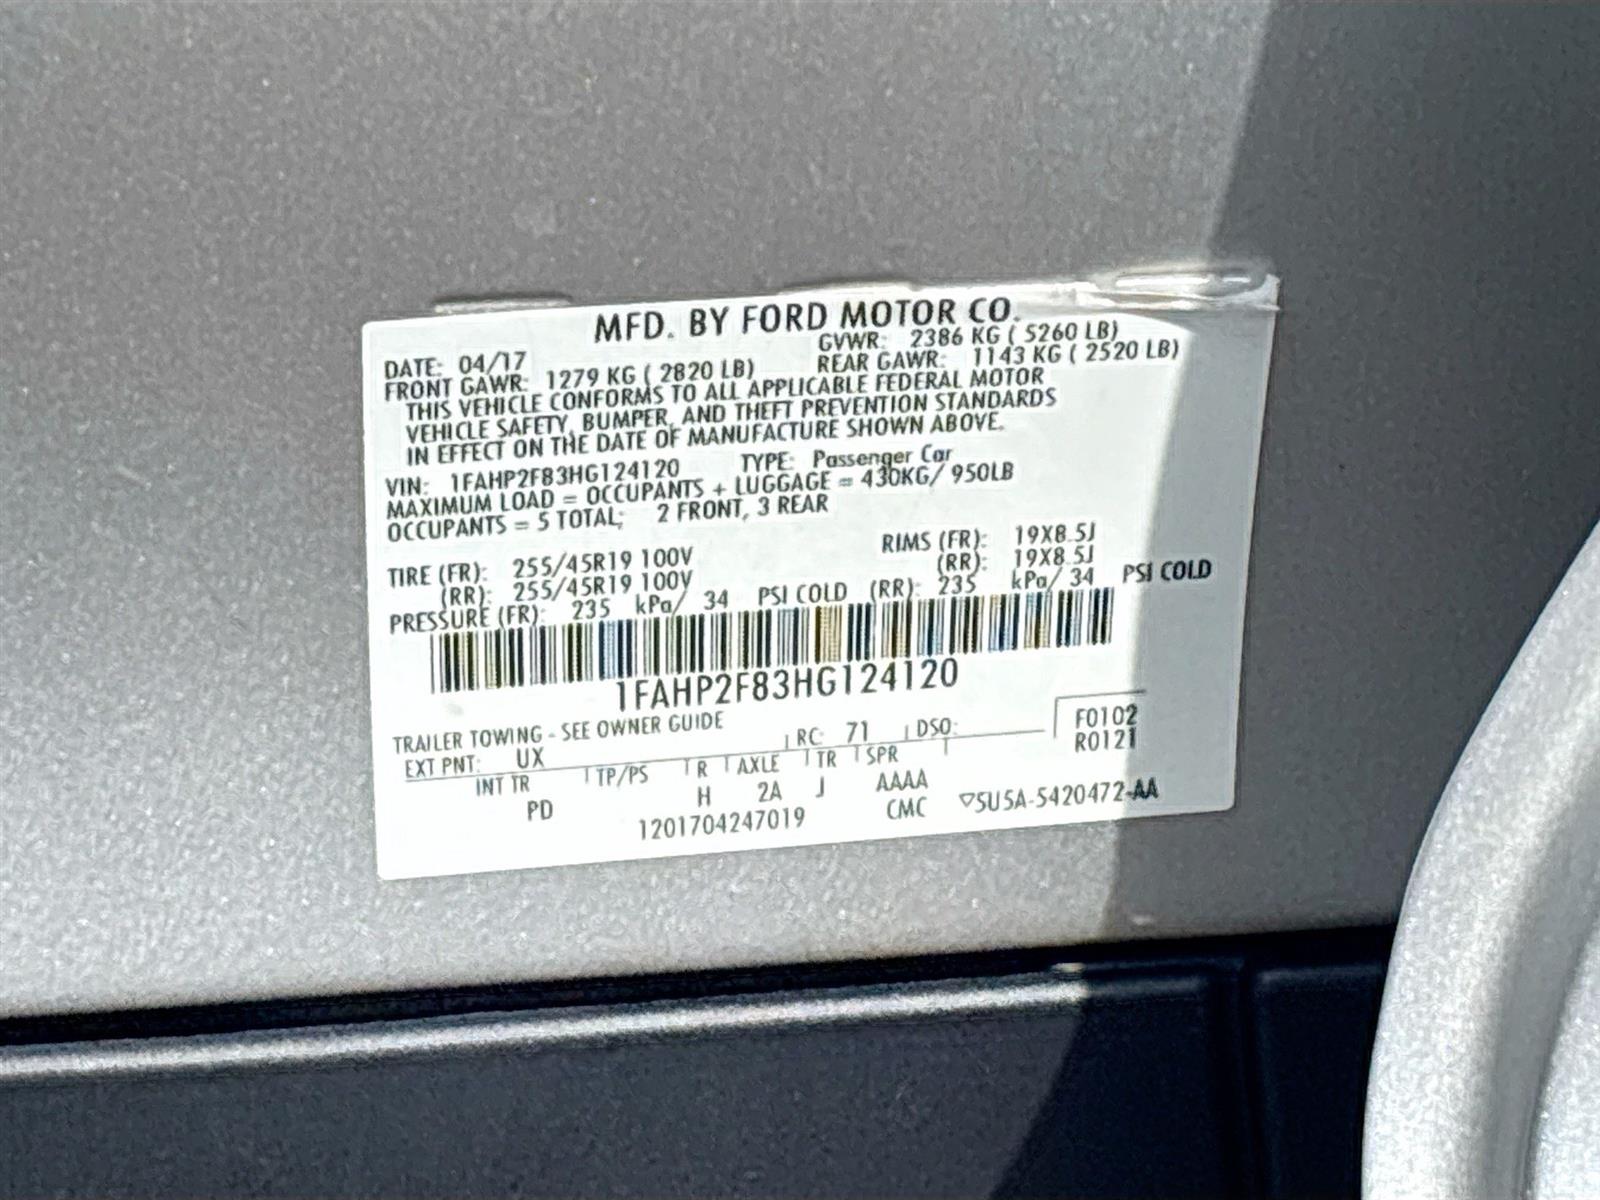 MFD. BY FORD MOTOR CO.
DATE: 04/17 GVWR: 2386 KG ( 5260 LB)
FRONT GAWR: 1279 KG ( 2820 LB) REAR GAWR: 1143 KG ( 2520 LB)
THIS VEHICLE CONFORMS TO ALL APPLICABLE FEDERAL MOTOR
VEHICLE SAFETY, BUMPER, AND THEFT PREVENTION STANDARDS
IN EFFECT ON THE DATE OF MANUFACTURE SHOWN ABOVE.
VIN: 1FAHP2F83HG124120 TYPE: Passenger Car
MAXIMUM LOAD = OCCUPANTS + LUGGAGE = 430KG/ 950LB
OCCUPANTS = 5 TOTAL; 2 FRONT, 3 REAR
TIRE (FR): 255/45R19 100V RIMS (FR): 19X8.5J
(RR): 255/45R19 100V (RR): 19X8.5J
PRESSURE (FR): 235 kPa/ 34 PSI COLD (RR): 235 kPa/ 34 PSI COLD
1FAHP2F83HG124120
TRAILER TOWING - SEE OWNER GUIDE
EXT PNT: UX RC: 71 DSO: F0102
R0121
INT TR TP/PS R AXLE TR SPR
PD H 2A J AAAA
1201704247019 CMC ▽5U5A-5420472-AA